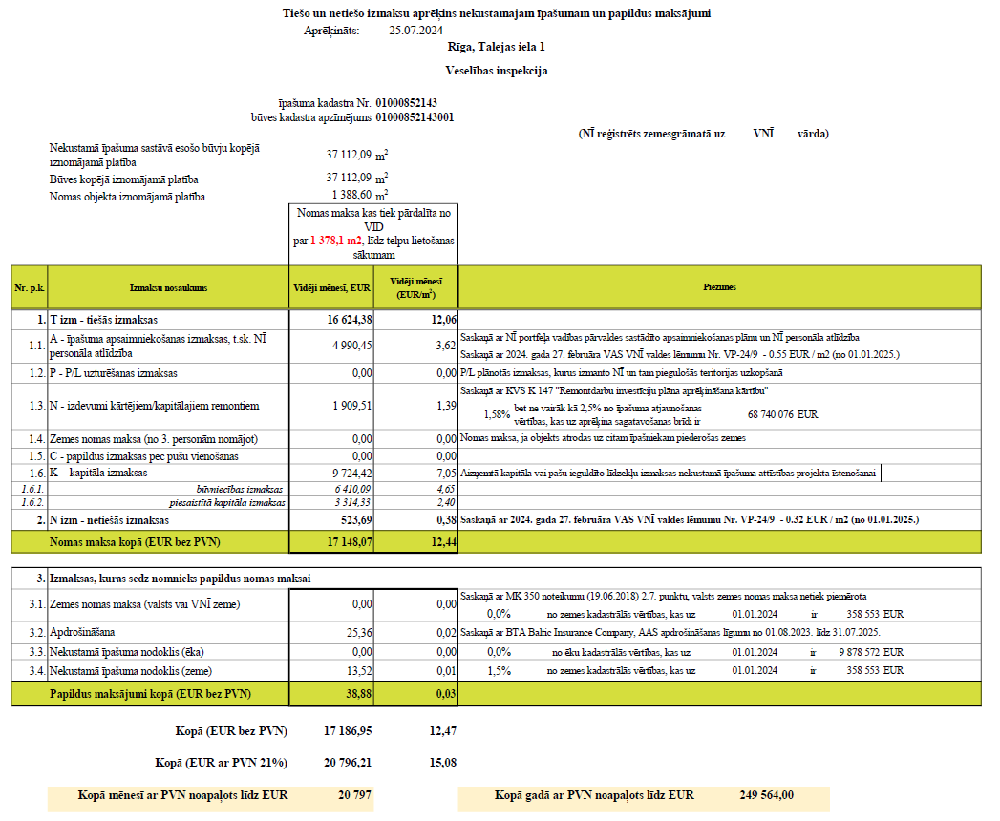 Tiešo un netiešo izmaksu aprēķins nekustamajam īpašumam un papildus maksājumi
Aprēķināts: 25.07.2024
Rīga, Talejas iela 1
Veselības inspekcija
īpašuma kadastra Nr. 01000852143
būves kadastra apzīmējums 01000852143001
(NĪ reģistrēts zemesgrāmatā uz VNĪ vārda)
Nekustamā īpašuma sastāvā esošo būvju kopējā
iznomājamā platība 37 112,09 m2
Būves kopējā iznomājamā platība 37 112,09 m2
Nomas objekta iznomājamā platība 1 388,60 m2
Nomas maksa kas tiek pārdalīta no
VID
par 1 378,1 m2, līdz telpu lietošanas
sākumam
Nr. p.k. Izmaksu nosaukums Vidēji mēnesī, EUR Vidēji mēnesī (EUR/m2) Piezīmes
1. T izm - tiešās izmaksas 16 624,38 12,06
1.1. A - īpašuma apsaimniekošanas izmaksas, t.sk. NĪ personāla atlīdzība 4 990,45 3,62 Saskaņā ar NĪ portfeļa vadības pārvaldes sastādīto apsaimniekošanas plānu un NĪ personāla atlīdzība
Saskaņā ar 2024. gada 27. februāra VAS VNĪ valdes lēmumu Nr. VP-24/9 - 0.55 EUR / m2 (no 01.01.2025.)
1.2. P - P/L uzturēšanas izmaksas 0,00 0,00 P/L plānotās izmaksas, kurus izmanto NĪ un tam piegulošās teritorijas uzkopšanā
1.3. N - izdevumi kārtējiem/kapitālajiem remontiem 1 909,51 1,39 Saskaņā ar KVS K 147 "Remontdarbu investīciju plāna aprēķināšana kārtību"
1,58% bet ne vairāk kā 2,5% no īpašuma atjaunošanas
vērtības, kas uz aprēķina sagatavošanas brīdi ir 68 740 076 EUR
1.4. Zemes nomas maksa (no 3. personām nomājot) 0,00 0,00 Nomas maksa, ja objekts atrodas uz citam īpašniekam piederošas zemes
1.5. C - papildus izmaksas pēc pušu vienošanās 0,00 0,00
1.6. K - kapitāla izmaksas 9 724,42 7,05 Aizņemtā kapitāla vai pašu ieguldīto līdzekļu izmaksas nekustamā īpašuma attīstības projekta īstenošanai
1.6.1. būvniecības izmaksas 6 410,09 4,65
1.6.2. piesaistītā kapitāla izmaksas 3 314,33 2,40
2. N izm - netiešās izmaksas 523,69 0,38 Saskaņā ar 2024. gada 27. februāra VAS VNĪ valdes lēmumu Nr. VP-24/9 - 0.32 EUR / m2 (no 01.01.2025.)
Nomas maksa kopā (EUR bez PVN) 17 148,07 12,44
3. Izmaksas, kuras sedz nomnieks papildus nomas maksai
3.1. Zemes nomas maksa (valsts vai VNĪ zeme) 0,00 0,00 Saskaņā ar MK 350 noteikumu (19.06.2018) 2.7. punktu, valsts zemes nomas maksa netiek piemērota
0,0% no zemes kadastrālās vērtības, kas uz 01.01.2024 ir 358 553 EUR
3.2. Apdrošināšana 25,36 0,02 Saskaņā ar BTA Baltic Insurance Company, AAS apdrošināšanas līgumu no 01.08.2023. līdz 31.07.2025.
3.3. Nekustamā īpašuma nodoklis (ēka) 0,00 0,00 0,0% no ēku kadastrālās vērtības, kas uz 01.01.2024 ir 9 878 572 EUR
3.4. Nekustamā īpašuma nodoklis (zeme) 13,52 0,01 1,5% no zemes kadastrālās vērtības, kas uz 01.01.2024 ir 358 553 EUR
Papildus maksājumi kopā (EUR bez PVN) 38,88 0,03
Kopā (EUR bez PVN) 17 186,95 12,47
Kopā (EUR ar PVN 21%) 20 796,21 15,08
Kopā mēnesī ar PVN noapaļots līdz EUR 20 797 Kopā gadā ar PVN noapaļots līdz EUR 249 564,00